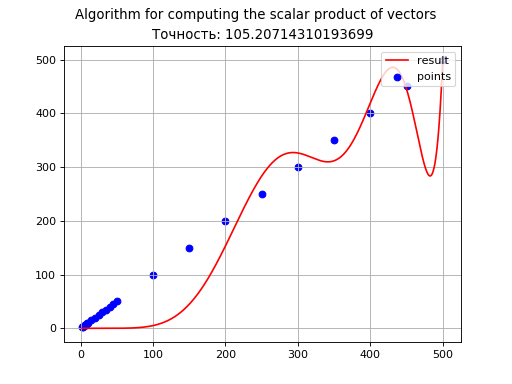 Algorithm for computing the scalar product of vectors
Точность: 105.20714310193699
result
points
500
400
300
200
100
0
0 100 200 300 400 500